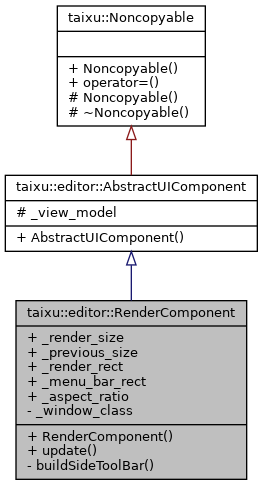 taixu::Noncopyable
+ Noncopyable()
+ operator=()
# Noncopyable()
# ~Noncopyable()
taixu::editor::AbstractUIComponent
# _view_model
+ AbstractUIComponent()
taixu::editor::RenderComponent
+ _render_size
+ _previous_size
+ _render_rect
+ _menu_bar_rect
+ _aspect_ratio
- _window_class
+ RenderComponent()
+ update()
- buildSideToolBar()